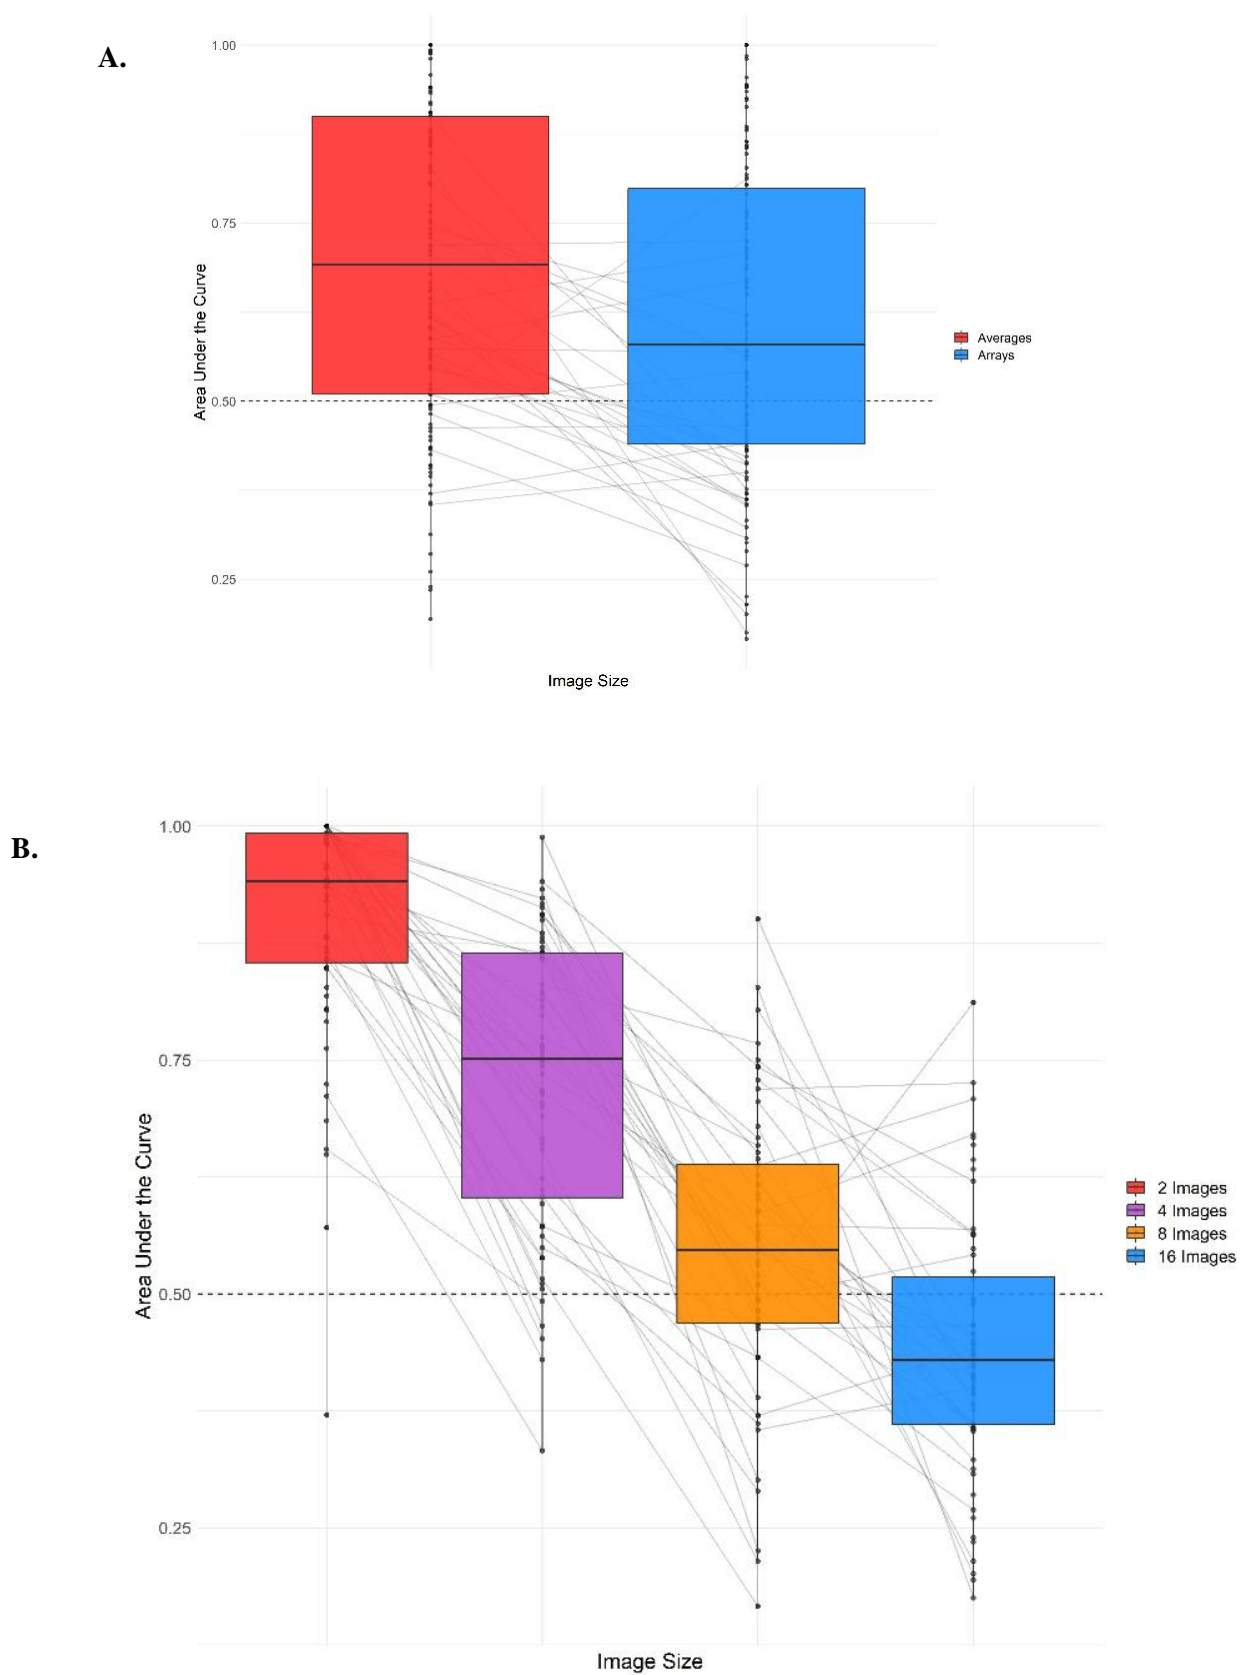 A.
1.00
0.75
0.50
0.25
Area Under the Curve
Image Size
Averages
Arrays
B.
1.00
0.75
0.50
0.25
Area Under the Curve
Image Size
2 Images
4 Images
8 Images
16 Images